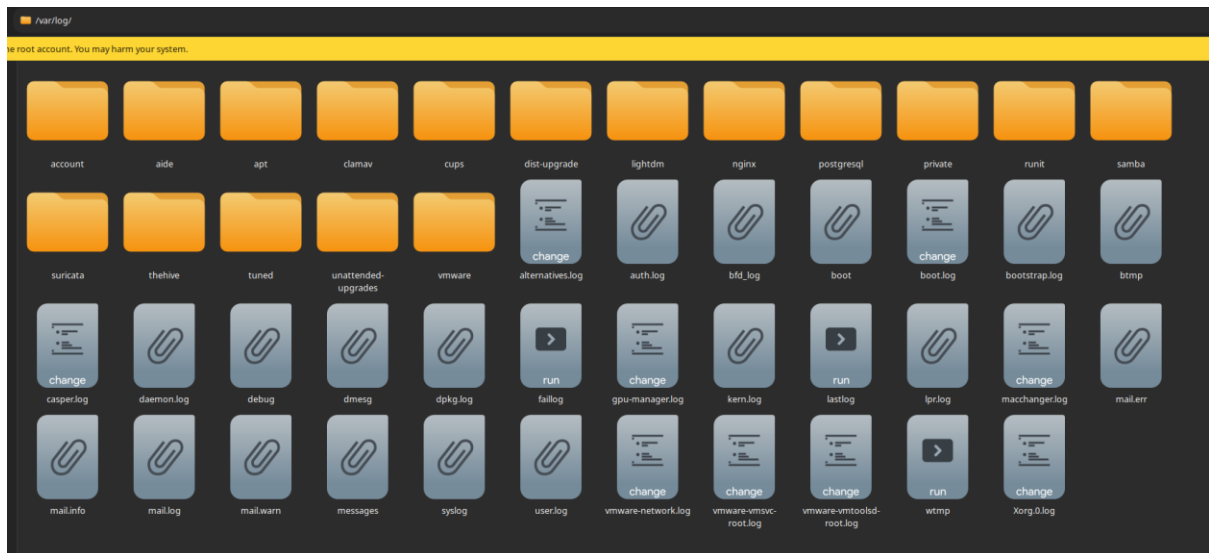 /var/log/
he root account. You may harm your system.
account
aide
apt
clamav
cups
dist-upgrade
lightdm
nginx
postgresql
private
runit
samba
suricata
thehive
tuned
unattended-
upgrades
vmware
change
alternatives.log
auth.log
bfd_log
boot
change
boot.log
bootstrap.log
btmp
change
casper.log
daemon.log
debug
dmesg
dpkg.log
run
faillog
change
gpu-manager.log
kern.log
run
lastlog
lpr.log
change
macchanger.log
mail.err
mail.info
mail.log
mail.warn
messages
syslog
user.log
change
vmware-network.log
change
vmware-vmsvc-
root.log
change
vmware-vmtoolsd-
root.log
run
wtmp
change
Xorg.0.log